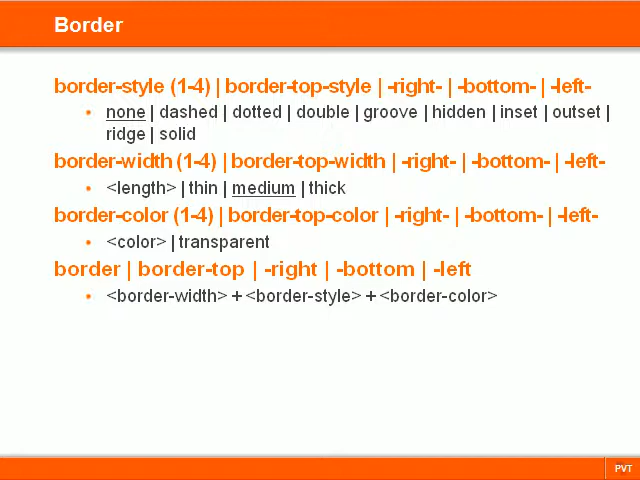 Border
border-style (1-4) | border-top-style | -right- | -bottom- | -left-
• none | dashed | dotted | double | groove | hidden | inset | outset |
ridge | solid
border-width (1-4) | border-top-width | -right- | -bottom- | -left-
• <length> | thin | medium | thick
border-color (1-4) | border-top-color | -right- | -bottom- | -left-
• <color> | transparent
border | border-top | -right | -bottom | -left
• <border-width> + <border-style> + <border-color>
PVT